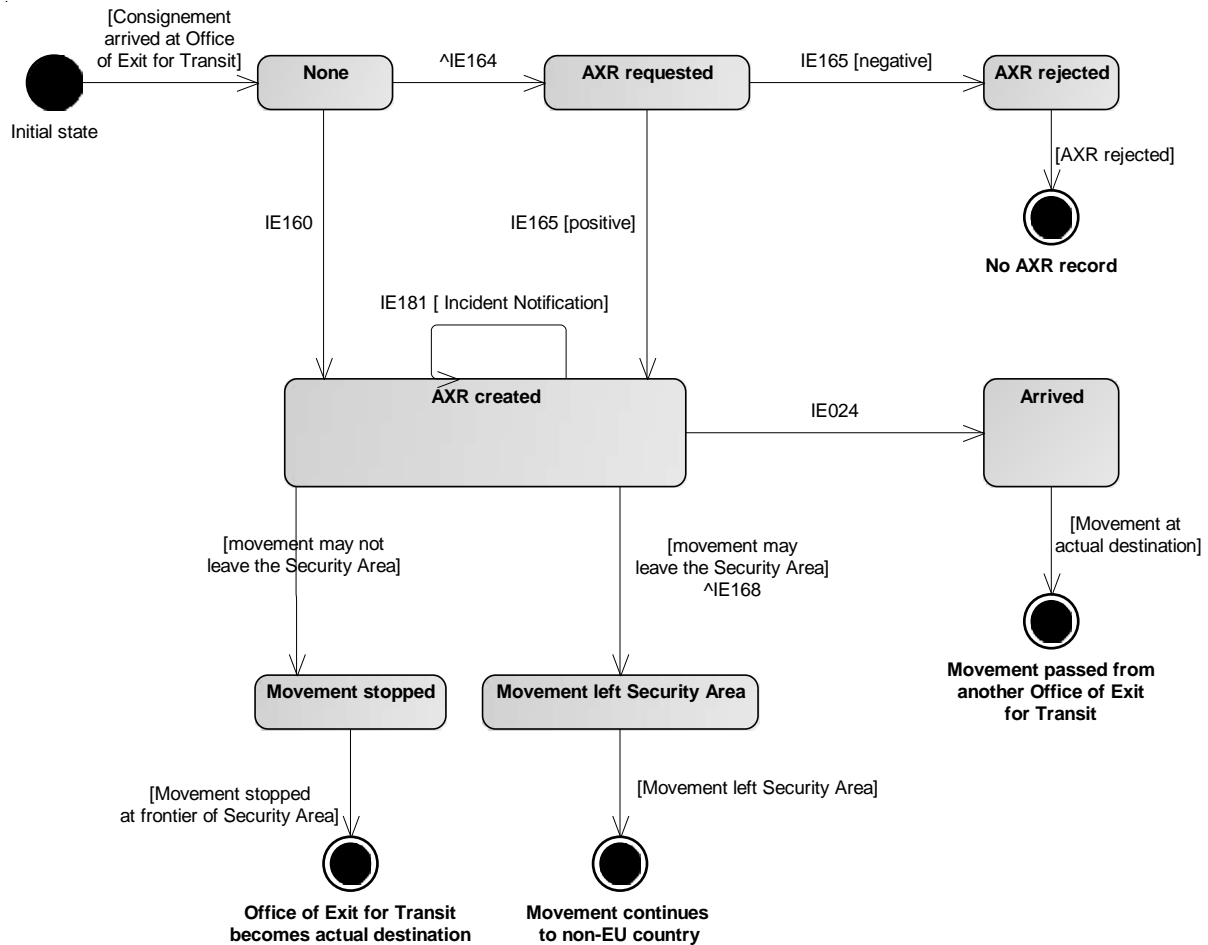 [Consignement
arrived at Office
of Exit for Transit]
None
^IE164
AXR requested
IE165 [negative]
AXR rejected
Initial state
[AXR rejected]
IE160
IE165 [positive]
No AXR record
IE181 [ Incident Notification]
AXR created
IE024
Arrived
[movement may not
leave the Security Area]
[movement may
leave the Security Area]
^IE168
[Movement at
actual destination]
Movement stopped
Movement left Security Area
Movement passed from
another Office of Exit
for Transit
[Movement stopped
at frontier of Security Area]
[Movement left Security Area]
Office of Exit for Transit
becomes actual destination
Movement continues
to non-EU country